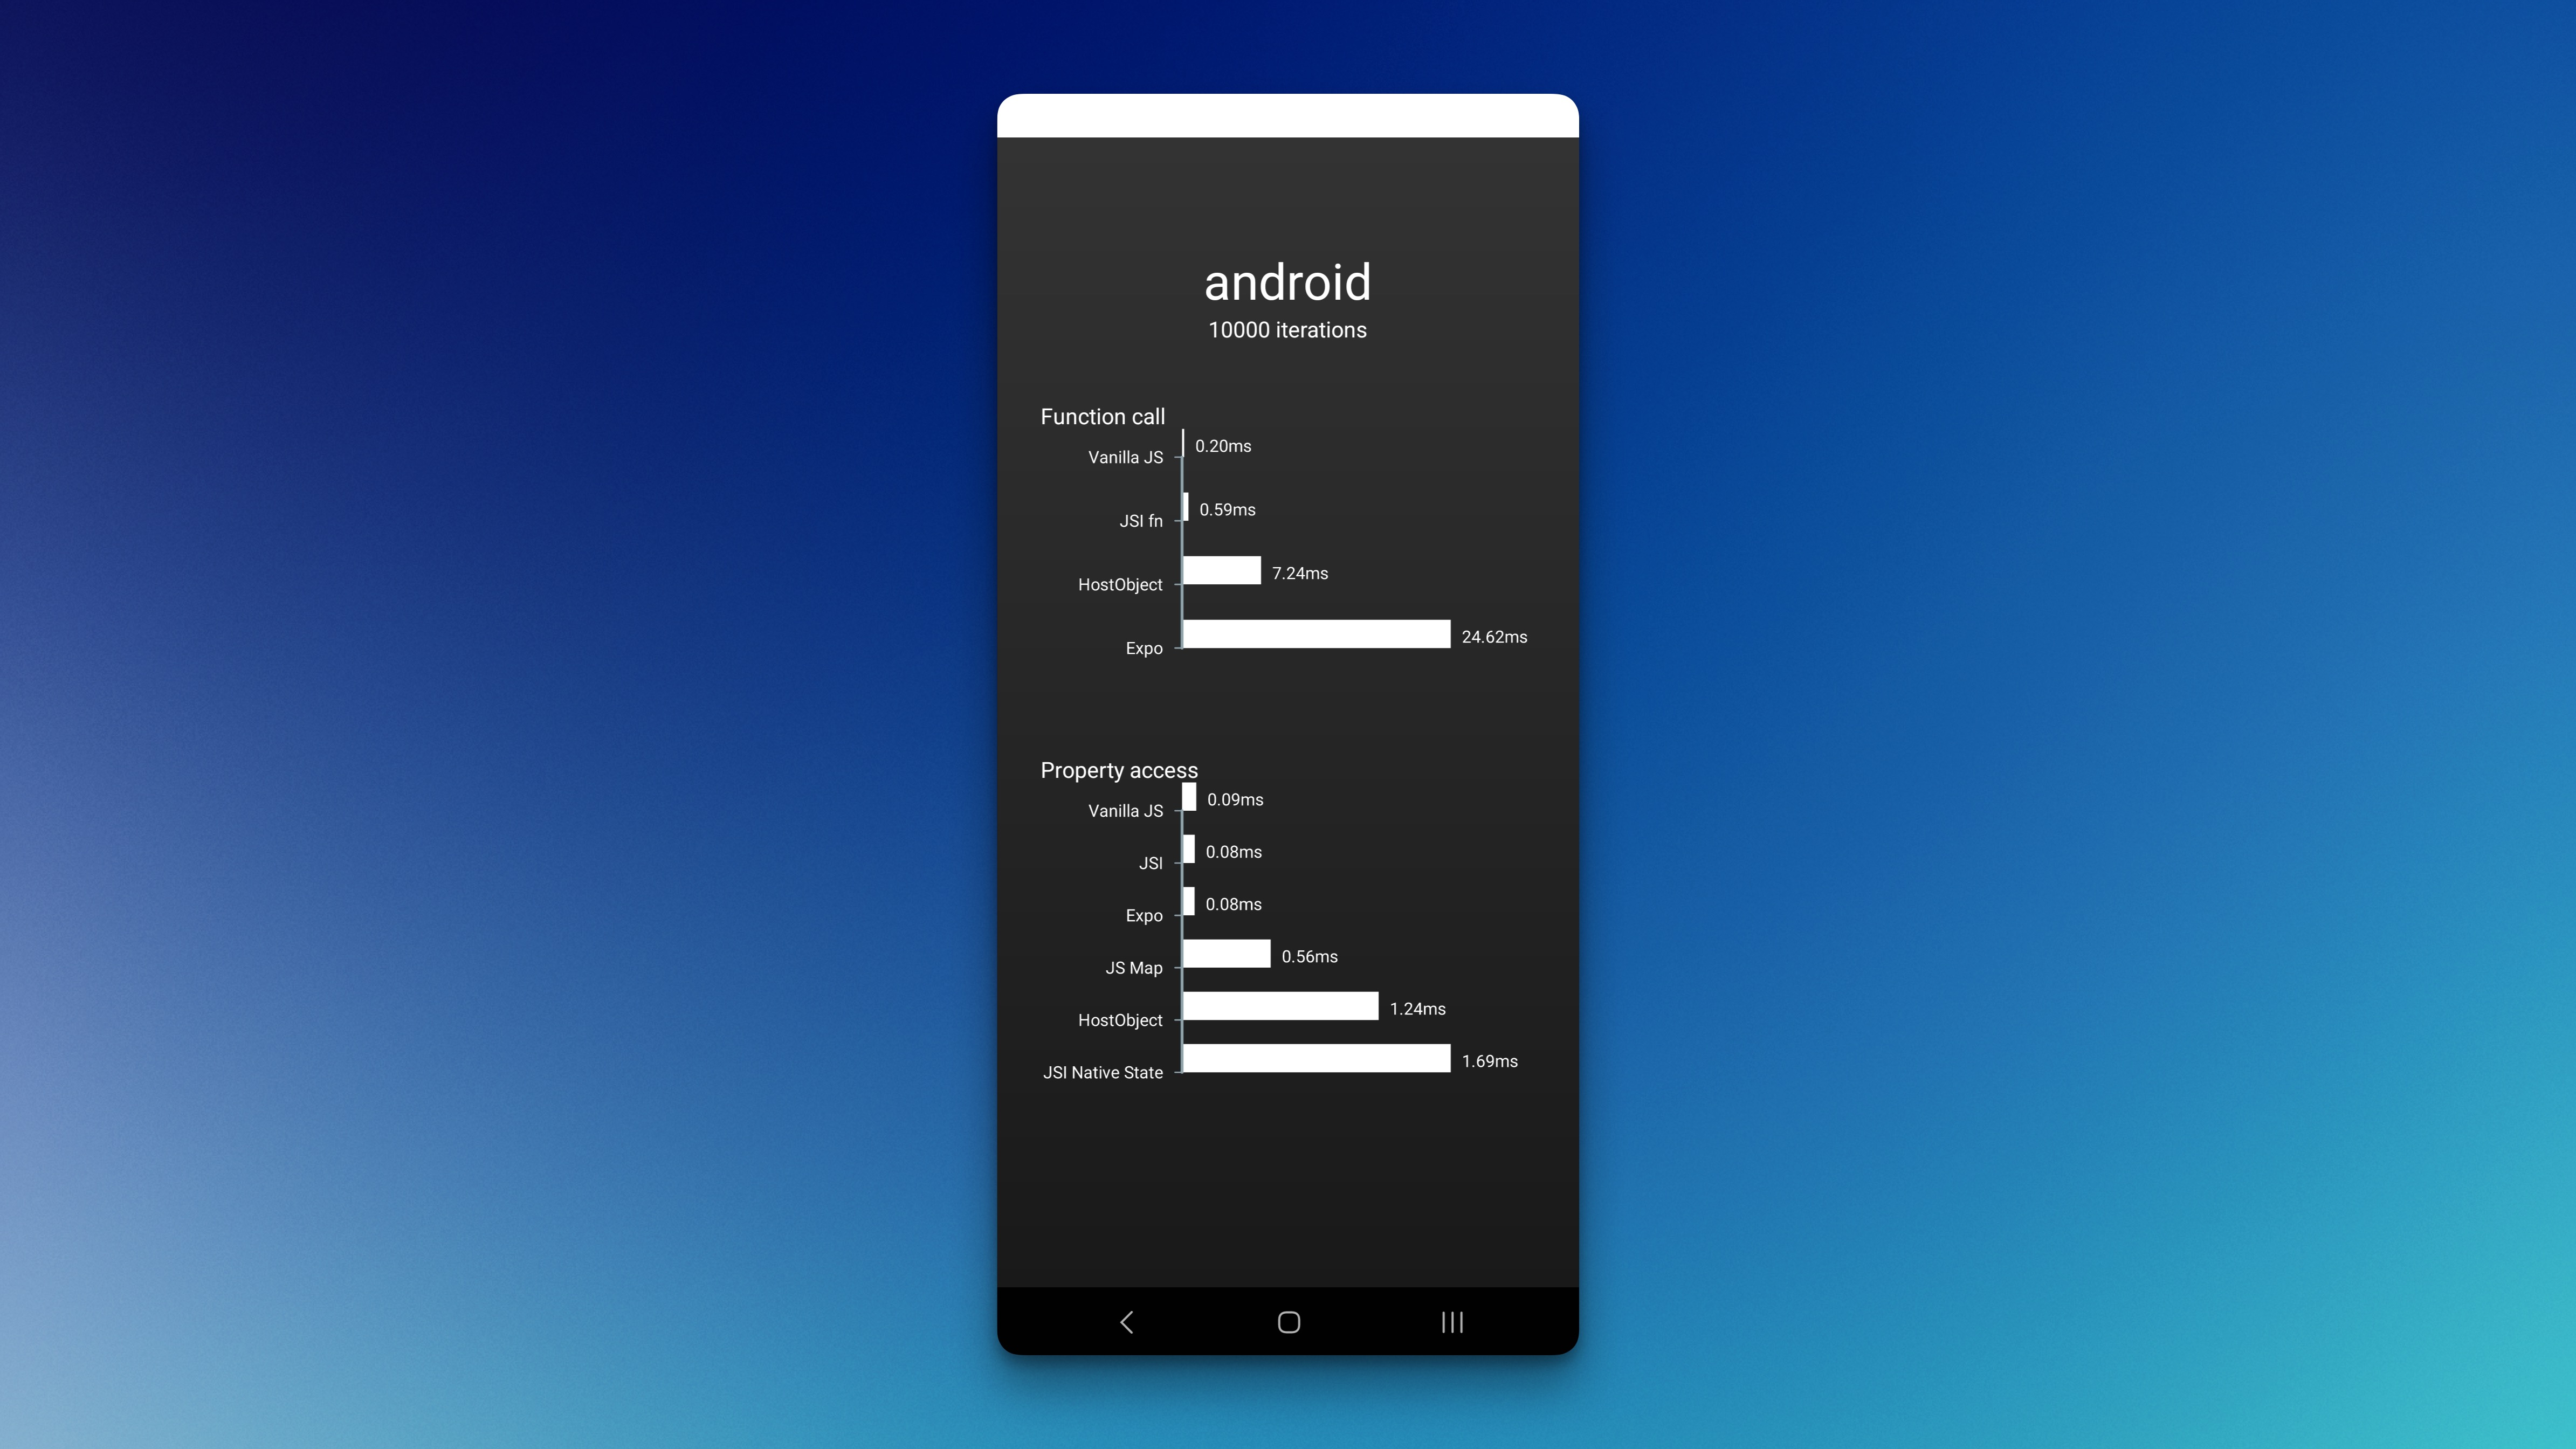 android
10000 iterations
Function call
Vanilla JS 0.20ms
JSI fn 0.59ms
HostObject 7.24ms
Expo 24.62ms
Property access
Vanilla JS 0.09ms
JSI 0.08ms
Expo 0.08ms
JS Map 0.56ms
HostObject 1.24ms
JSI Native State 1.69ms